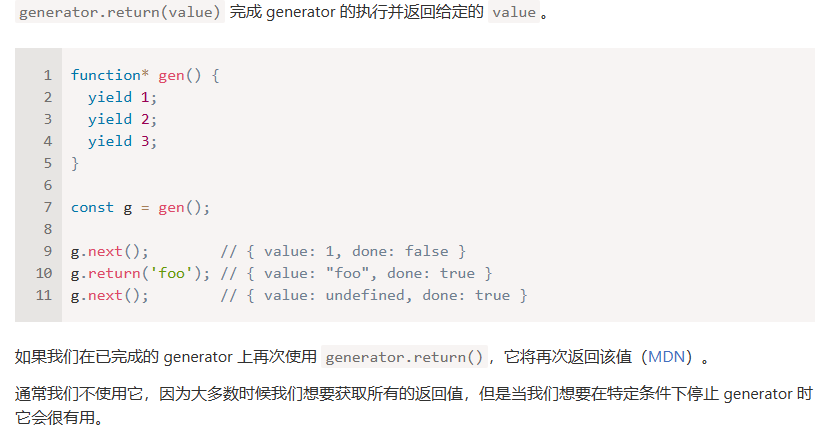 generator.return(value) 完成 generator 的执行并返回给定的 value 。
1 function* gen() {
2   yield 1;
3   yield 2;
4   yield 3;
5 }
6
7 const g = gen();
8
9 g.next();        // { value: 1, done: false }
10 g.return('foo'); // { value: "foo", done: true }
11 g.next();        // { value: undefined, done: true }
如果我们在已完成的 generator 上再次使用 generator.return()，它将再次返回该值（MDN）。
通常我们不使用它，因为大多数时候我们想要获取所有的返回值，但是当我们想要在特定条件下停止 generator 时
它会很有用。